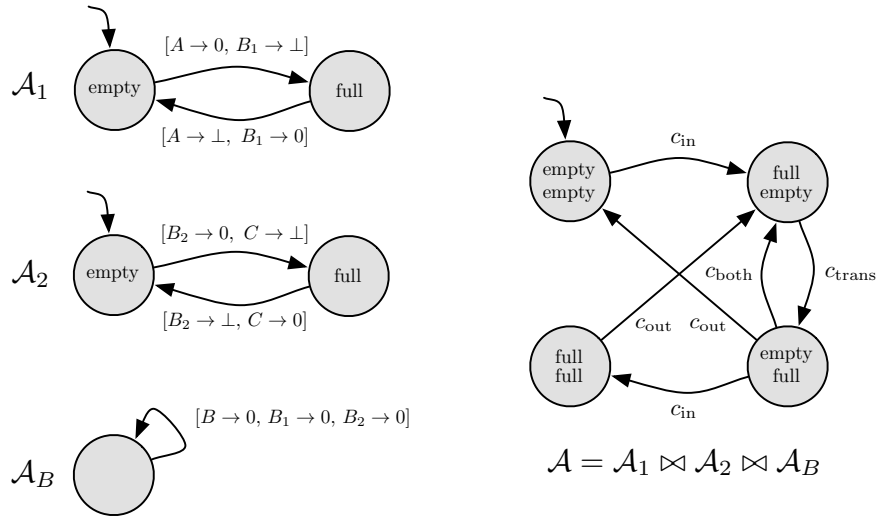 [A → 0, B₁ → ⊥]
𝒜₁
empty
full
[A → ⊥, B₁ → 0]
[B₂ → 0, C → ⊥]
𝒜₂
empty
full
[B₂ → ⊥, C → 0]
[B → 0, B₁ → 0, B₂ → 0]
𝒜_B
c_in
empty
empty
full
empty
c_both
c_trans
c_out
c_out
full
full
empty
full
c_in
𝒜 = 𝒜₁ ⋈ 𝒜₂ ⋈ 𝒜_B